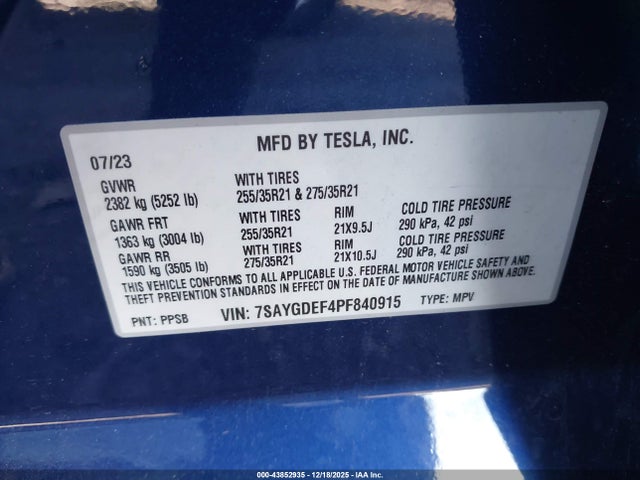 MFD BY TESLA, INC.
07/23
GVWR
2382 kg (5252 lb)
WITH TIRES
255/35R21 & 275/35R21
GAWR FRT
1363 kg (3004 lb)
WITH TIRES
255/35R21
RIM
21X9.5J
COLD TIRE PRESSURE
290 kPa, 42 psi
GAWR RR
1590 kg (3505 lb)
WITH TIRES
275/35R21
RIM
21X10.5J
COLD TIRE PRESSURE
290 kPa, 42 psi
THIS VEHICLE CONFORMS TO ALL APPLICABLE U.S. FEDERAL MOTOR VEHICLE SAFETY AND
THEFT PREVENTION STANDARDS IN EFFECT ON THE DATE OF MANUFACTURE SHOWN ABOVE.
PNT: PPSB
VIN: 7SAYGDEF4PF840915
TYPE: MPV
000-43852935 - 12/18/2025 - IAA Inc.